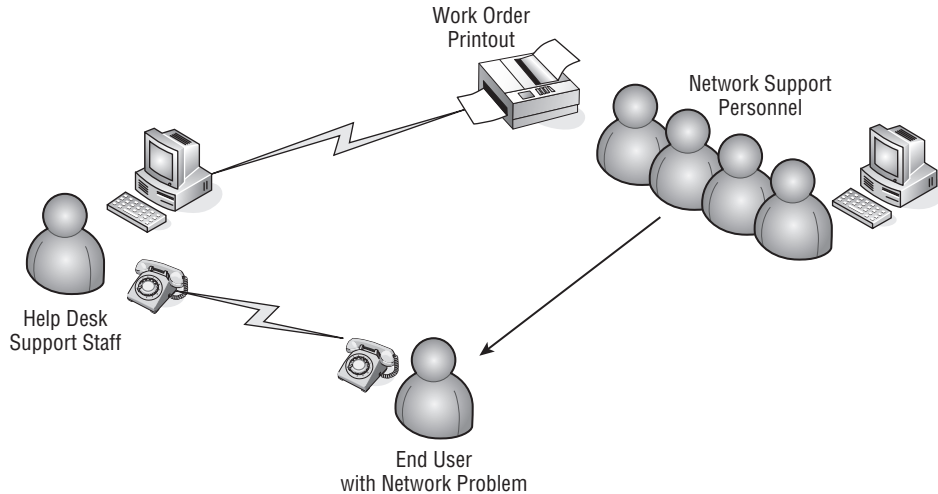 Work Order
Printout
Network Support
Personnel
Help Desk
Support Staff
End User
with Network Problem